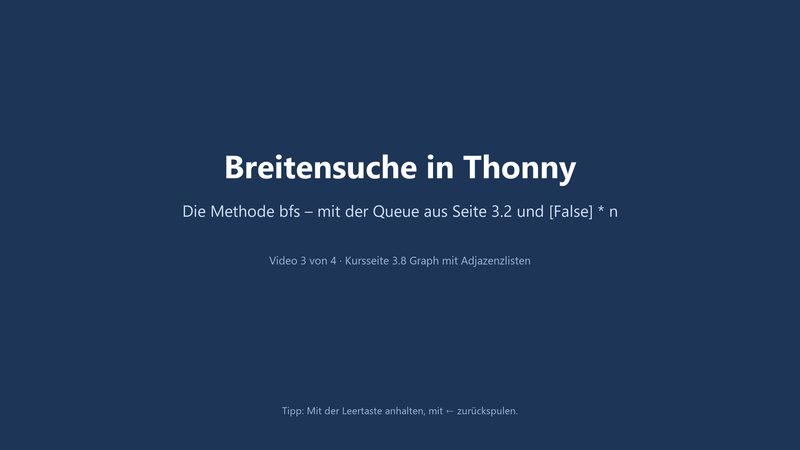 Breitensuche in Thonny
Die Methode bfs – mit der Queue aus Seite 3.2 und [False] * n
Video 3 von 4 · Kursseite 3.8 Graph mit Adjazenzlisten
Tipp: Mit der Leertaste anhalten, mit ← zurückspulen.